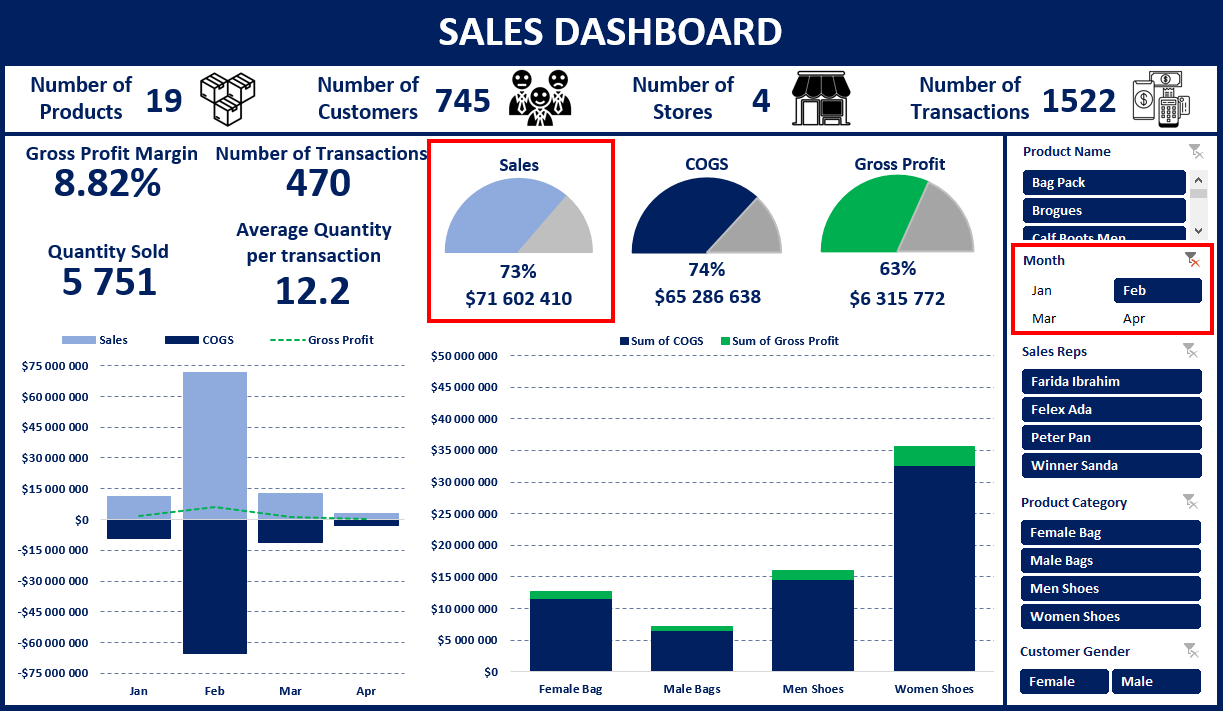 SALES DASHBOARD
Number of
Products
19
Number of
Customers
745
Number of
Stores
4
Number of
Transactions
1522
Gross Profit Margin
8.82%
Number of Transactions
470
Quantity Sold
5 751
Average Quantity
per transaction
12.2
Sales
73%
$71 602 410
COGS
74%
$65 286 638
Gross Profit
63%
$6 315 772
Sales COGS Gross Profit
$75 000 000
$60 000 000
$45 000 000
$30 000 000
$15 000 000
$0
-$15 000 000
-$30 000 000
-$45 000 000
-$60 000 000
-$75 000 000
Jan Feb Mar Apr
Sum of COGS Sum of Gross Profit
$50 000 000
$45 000 000
$40 000 000
$35 000 000
$30 000 000
$25 000 000
$20 000 000
$15 000 000
$10 000 000
$5 000 000
$0
Female Bag Male Bags Men Shoes Women Shoes
Product Name
Bag Pack
Brogues
Calf Boots Men
Month
Jan Feb
Mar Apr
Sales Reps
Farida Ibrahim
Felex Ada
Peter Pan
Winner Sanda
Product Category
Female Bag
Male Bags
Men Shoes
Women Shoes
Customer Gender
Female Male